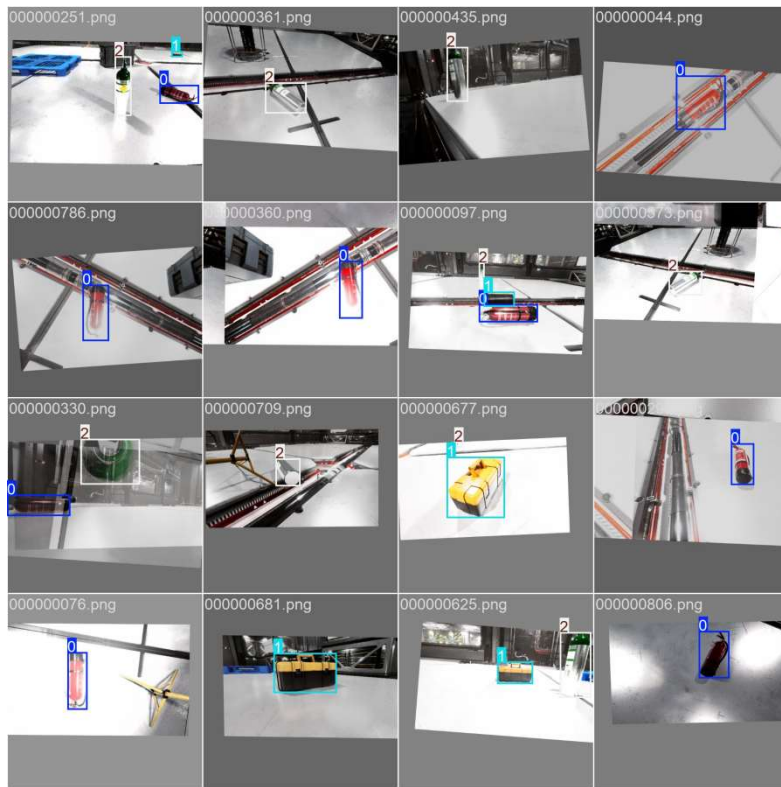 000000251.png 000000361.png 000000435.png 000000044.png
2 1 0 2 2 0
000000786.png 000000360.png 000000097.png
0 0 2 1 0 2
000000330.png 000000709.png 000000677.png
2 0 2 2 1 0
000000076.png 000000681.png 000000625.png 000000806.png
0 1 1 2 0